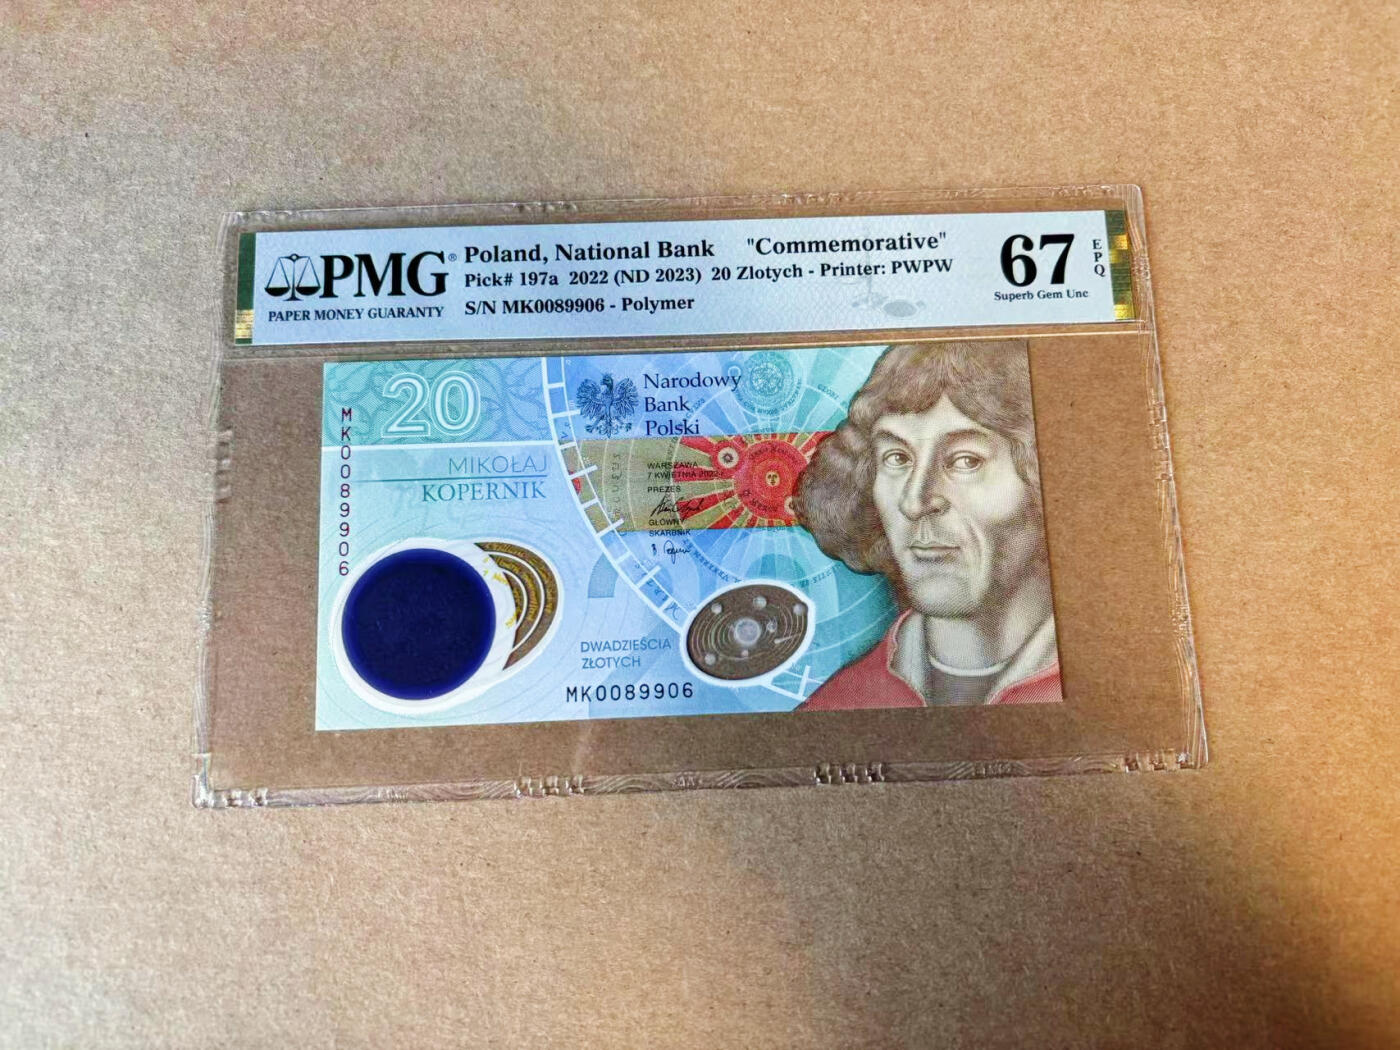 PMG®
PAPER MONEY GUARANTY
Poland, National Bank "Commemorative"
Pick# 197a 2022 (ND 2023) 20 Zlotych - Printer: PWPW
S/N MK0089906 - Polymer
67
EPQ
Superb Gem Unc
20
MK0089906
MIKOŁAJ
KOPERNIK
Narodowy
Bank
Polski
WARSZAWA
7 KWIETNIA 2022 r.
PREZES
GŁÓWNY
SKARBNIK
DWADZIEŚCIA
ZŁOTYCH
MK0089906